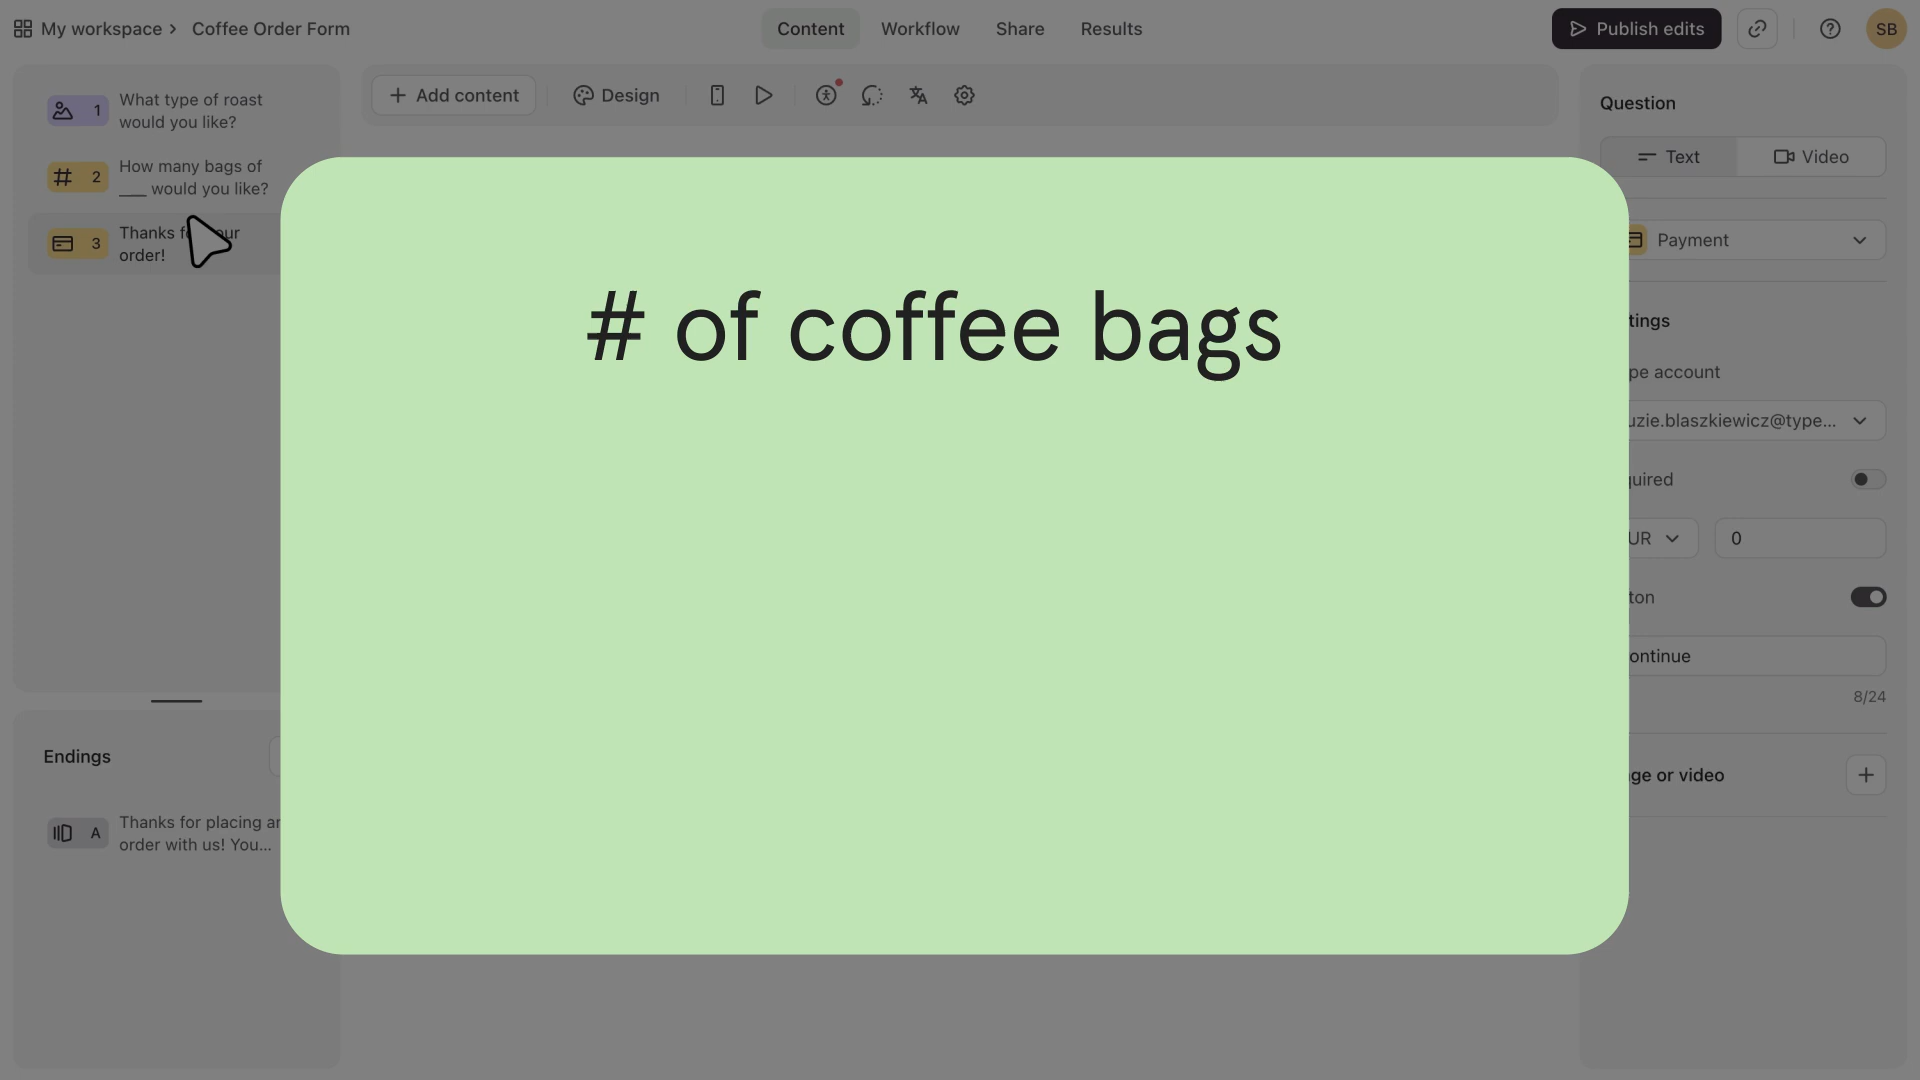 My workspace
Coffee Order Form
Content
Workflow
Share
Results
Publish edits
SB
1
What type of roast
would you like?
2
How many bags of
___ would you like?
3
Thanks f our
order!
Add content
Design
Question
Text
Video
Payment
tings
pe account
uzie.blaszkiewicz@type...
quired
UR
0
ton
ontinue
8/24
ge or video
# of coffee bags
Endings
A
Thanks for placing an
order with us! You...